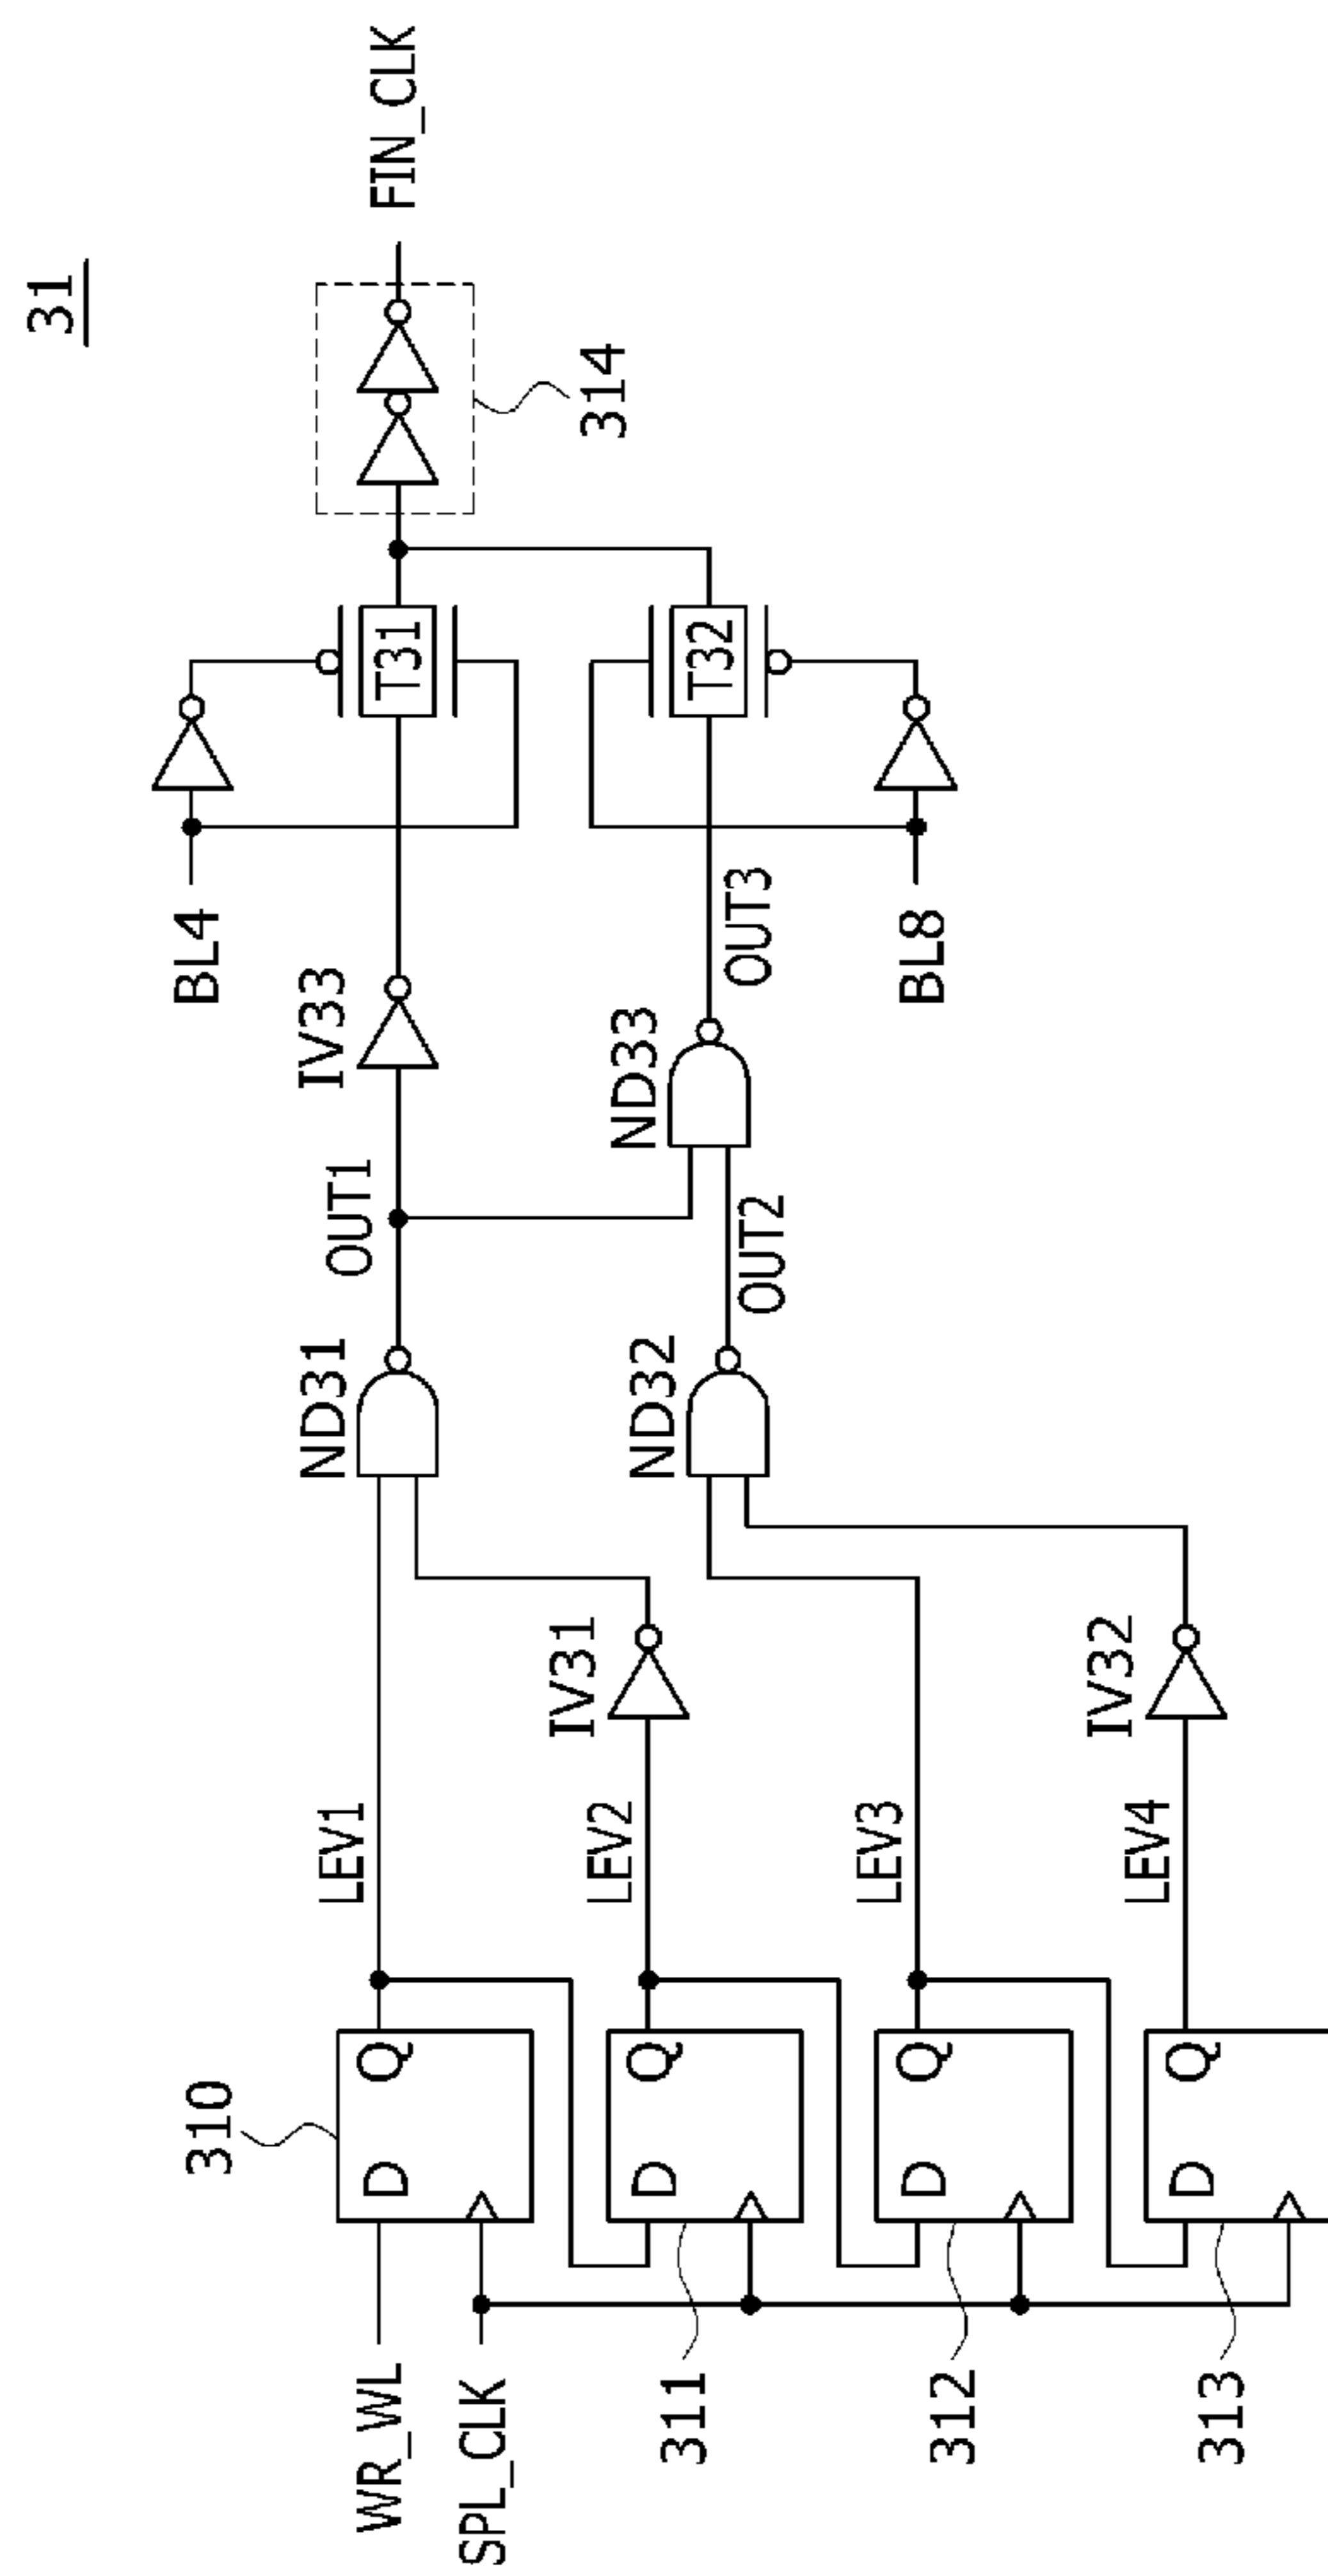 31
FIN_CLK
314
T31
T32
BL4
BL8
IV33
OUT3
ND33
OUT1
OUT2
ND31
ND32
IV31
IV32
LEV1
LEV2
LEV3
LEV4
310
D Q
D Q
D Q
D Q
WR_WL
SPL_CLK
311
312
313